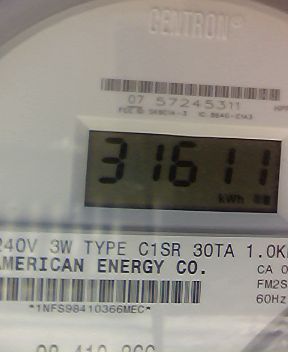 CENTRON®
07 57245311
31611
kWh
240V 3W TYPE C1SR 30TA 1.0K
AMERICAN ENERGY CO.
CA 0
FM2S
60Hz
*1NFS98410366MEC*